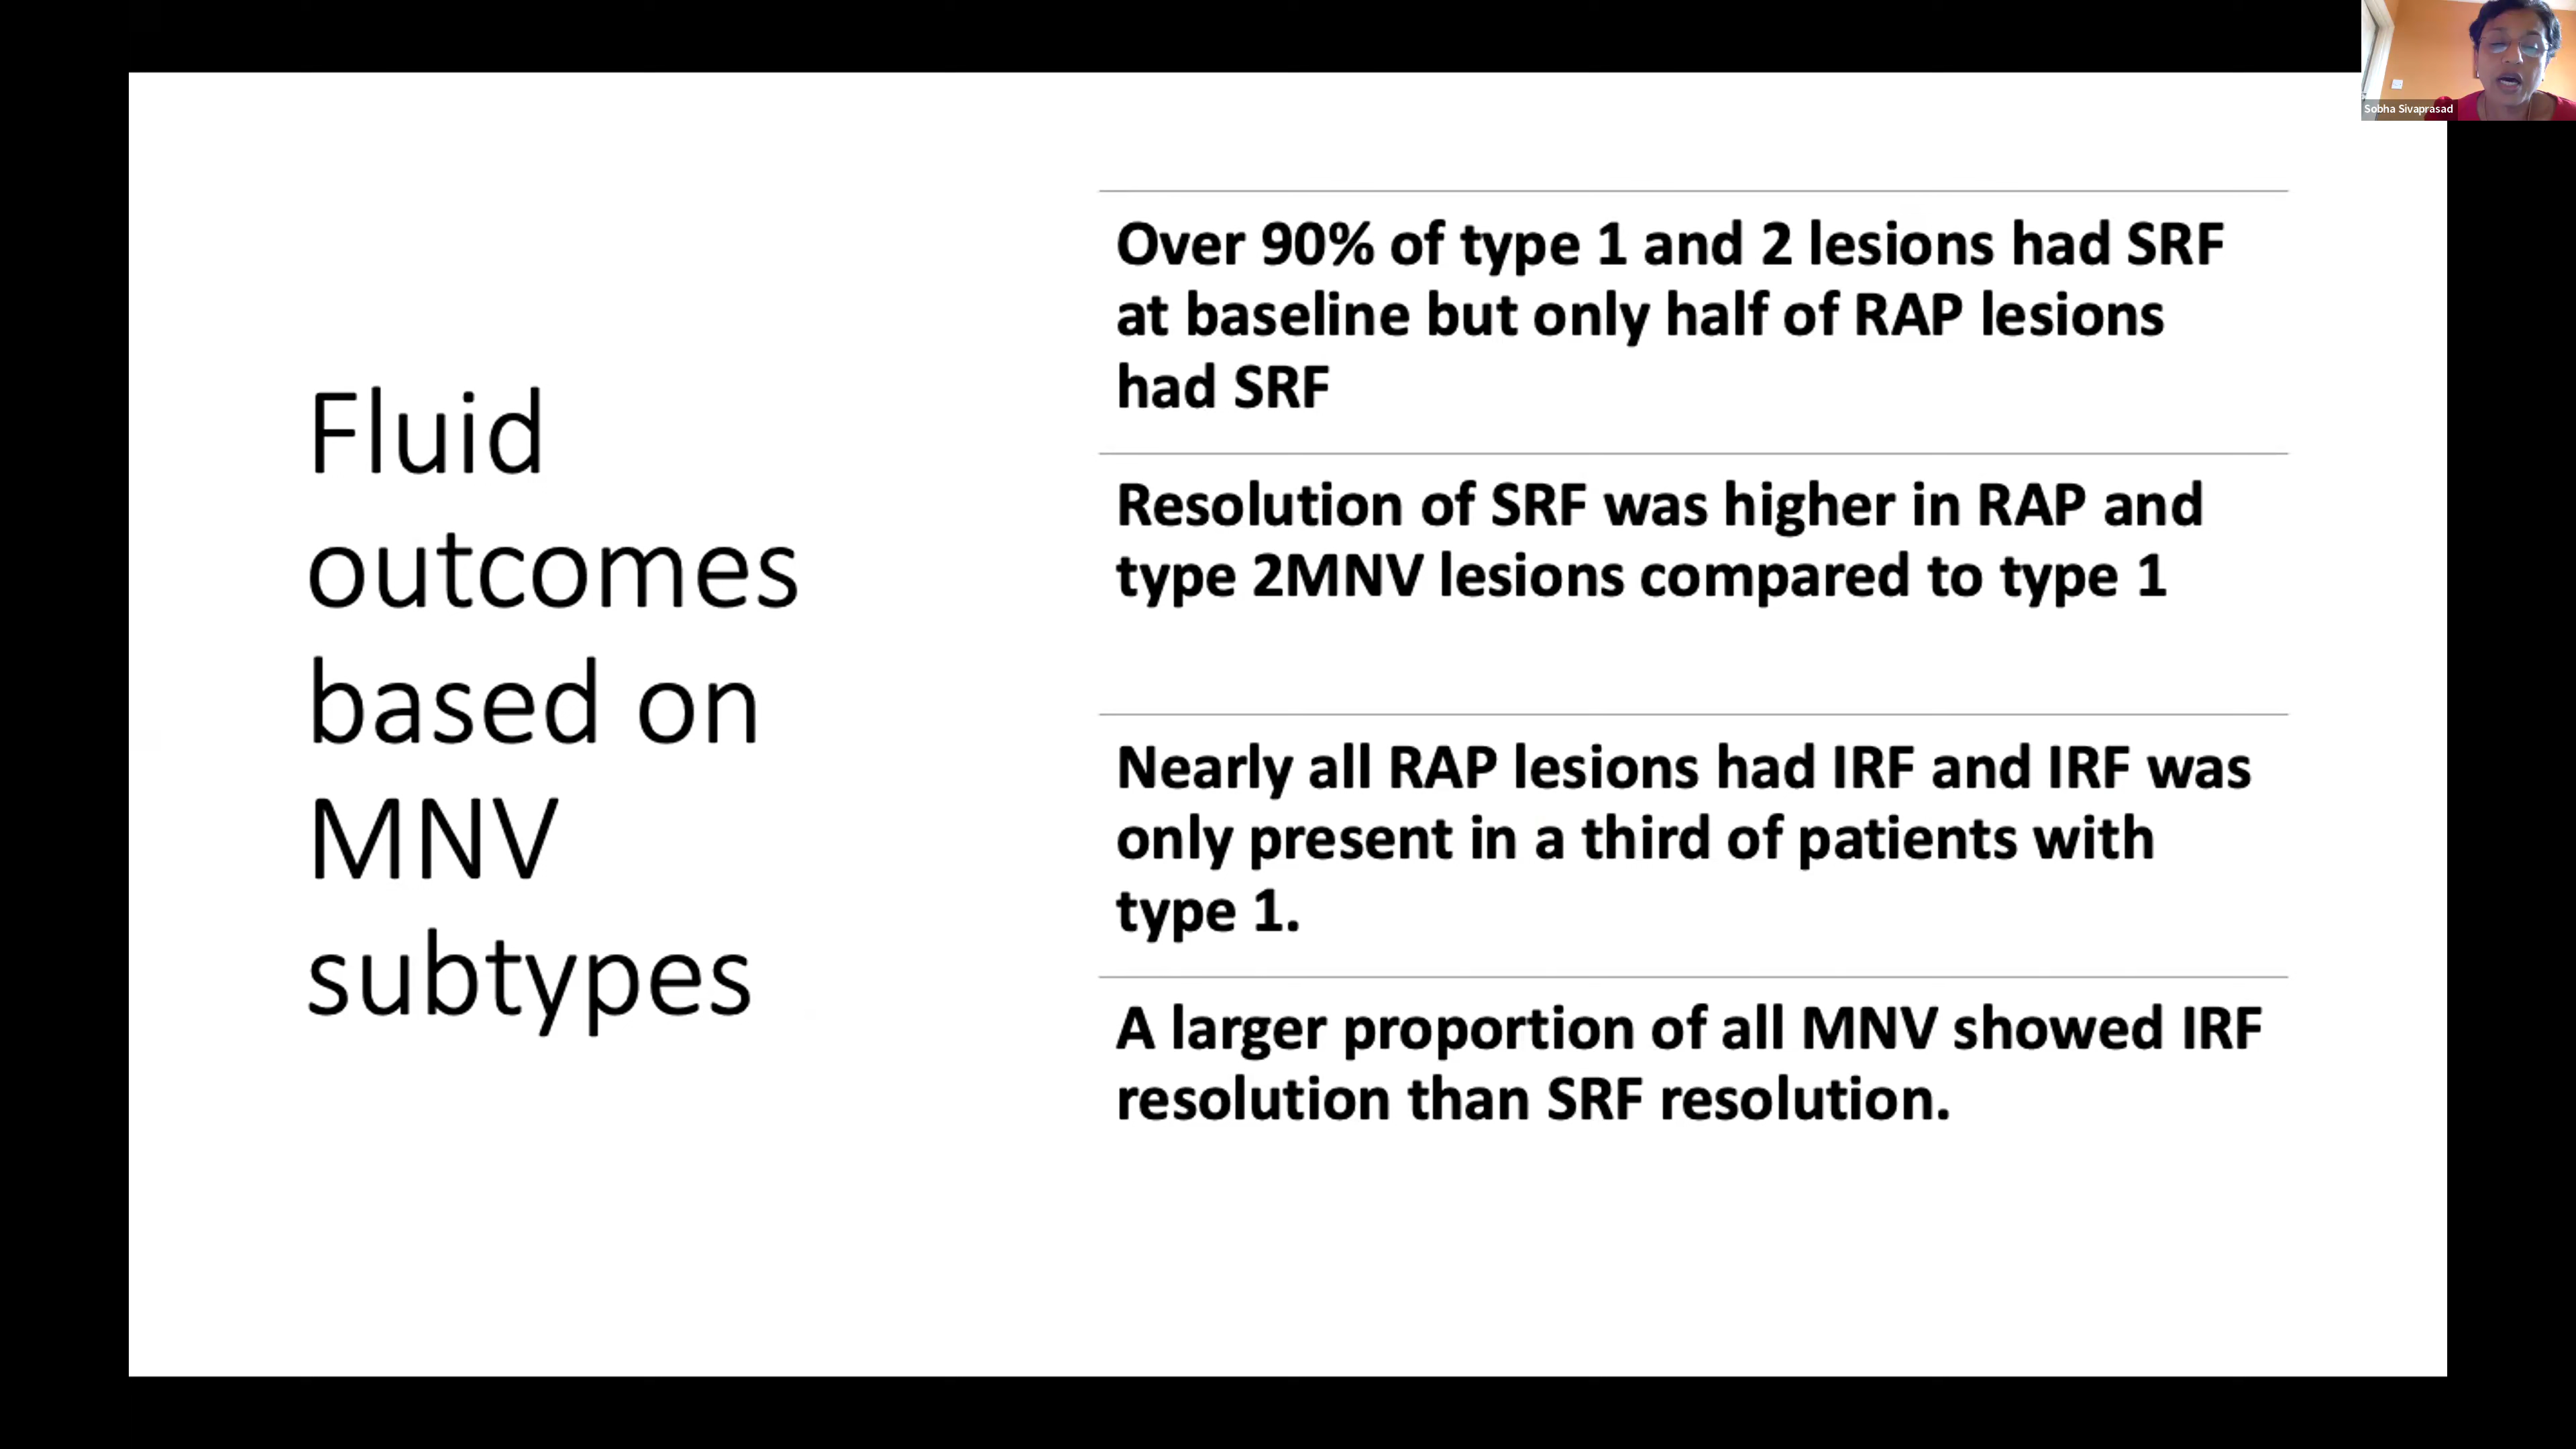 Sobha Sivaprasad
Fluid
outcomes
based on
MNV
subtypes
Over 90% of type 1 and 2 lesions had SRF
at baseline but only half of RAP lesions
had SRF
Resolution of SRF was higher in RAP and
type 2MNV lesions compared to type 1
Nearly all RAP lesions had IRF and IRF was
only present in a third of patients with
type 1.
A larger proportion of all MNV showed IRF
resolution than SRF resolution.